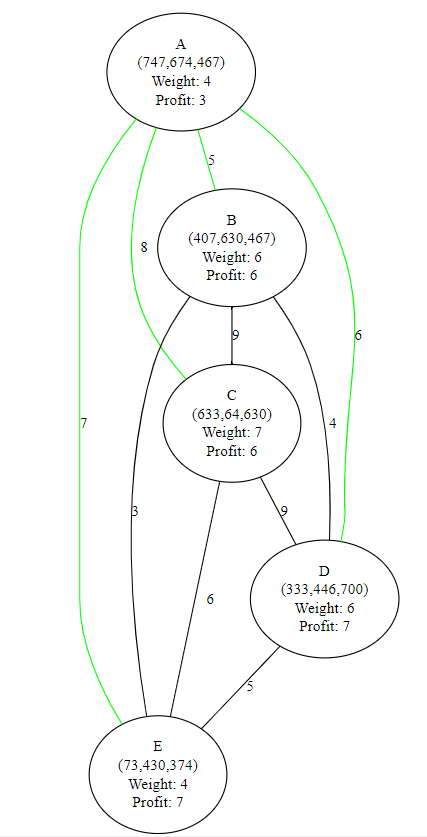 A
(747,674,467)
Weight: 4
Profit: 3
5
B
(407,630,467)
Weight: 6
Profit: 6
8
9
6
C
(633,64,630)
Weight: 7
Profit: 6
7
4
3
9
D
(333,446,700)
Weight: 6
Profit: 7
6
5
E
(73,430,374)
Weight: 4
Profit: 7